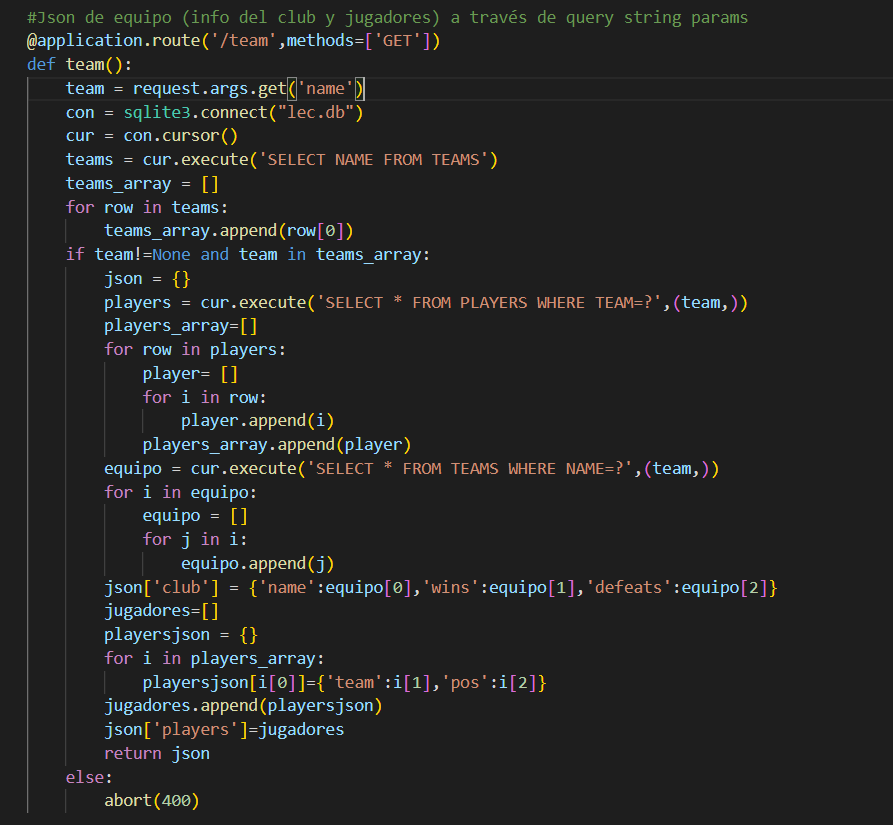 #Json de equipo (info del club y jugadores) a través de query string params
@application.route('/team',methods=['GET'])
def team():
    team = request.args.get('name')
    con = sqlite3.connect("lec.db")
    cur = con.cursor()
    teams = cur.execute('SELECT NAME FROM TEAMS')
    teams_array = []
    for row in teams:
        teams_array.append(row[0])
    if team!=None and team in teams_array:
        json = {}
        players = cur.execute('SELECT * FROM PLAYERS WHERE TEAM=?',(team,))
        players_array=[]
        for row in players:
            player= []
            for i in row:
                player.append(i)
            players_array.append(player)
        equipo = cur.execute('SELECT * FROM TEAMS WHERE NAME=?',(team,))
        for i in equipo:
            equipo = []
            for j in i:
                equipo.append(j)
        json['club'] = {'name':equipo[0],'wins':equipo[1],'defeats':equipo[2]}
        jugadores=[]
        playersjson = {}
        for i in players_array:
            playersjson[i[0]]={'team':i[1],'pos':i[2]}
        jugadores.append(playersjson)
        json['players']=jugadores
        return json
    else:
        abort(400)